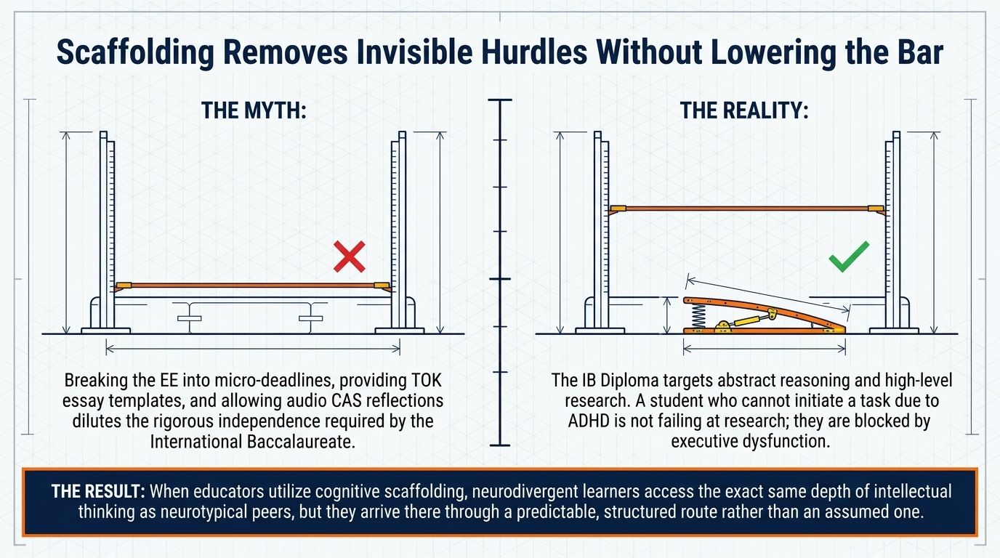 Scaffolding Removes Invisible Hurdles Without Lowering the Bar
THE MYTH:
Breaking the EE into micro-deadlines, providing TOK
essay templates, and allowing audio CAS reflections
dilutes the rigorous independence required by the
International Baccalaureate.
THE REALITY:
The IB Diploma targets abstract reasoning and high-level
research. A student who cannot initiate a task due to
ADHD is not failing at research; they are blocked by
executive dysfunction.
THE RESULT: When educators utilize cognitive scaffolding, neurodivergent learners access the exact same depth of intellectual
thinking as neurotypical peers, but they arrive there through a predictable, structured route rather than an assumed one.